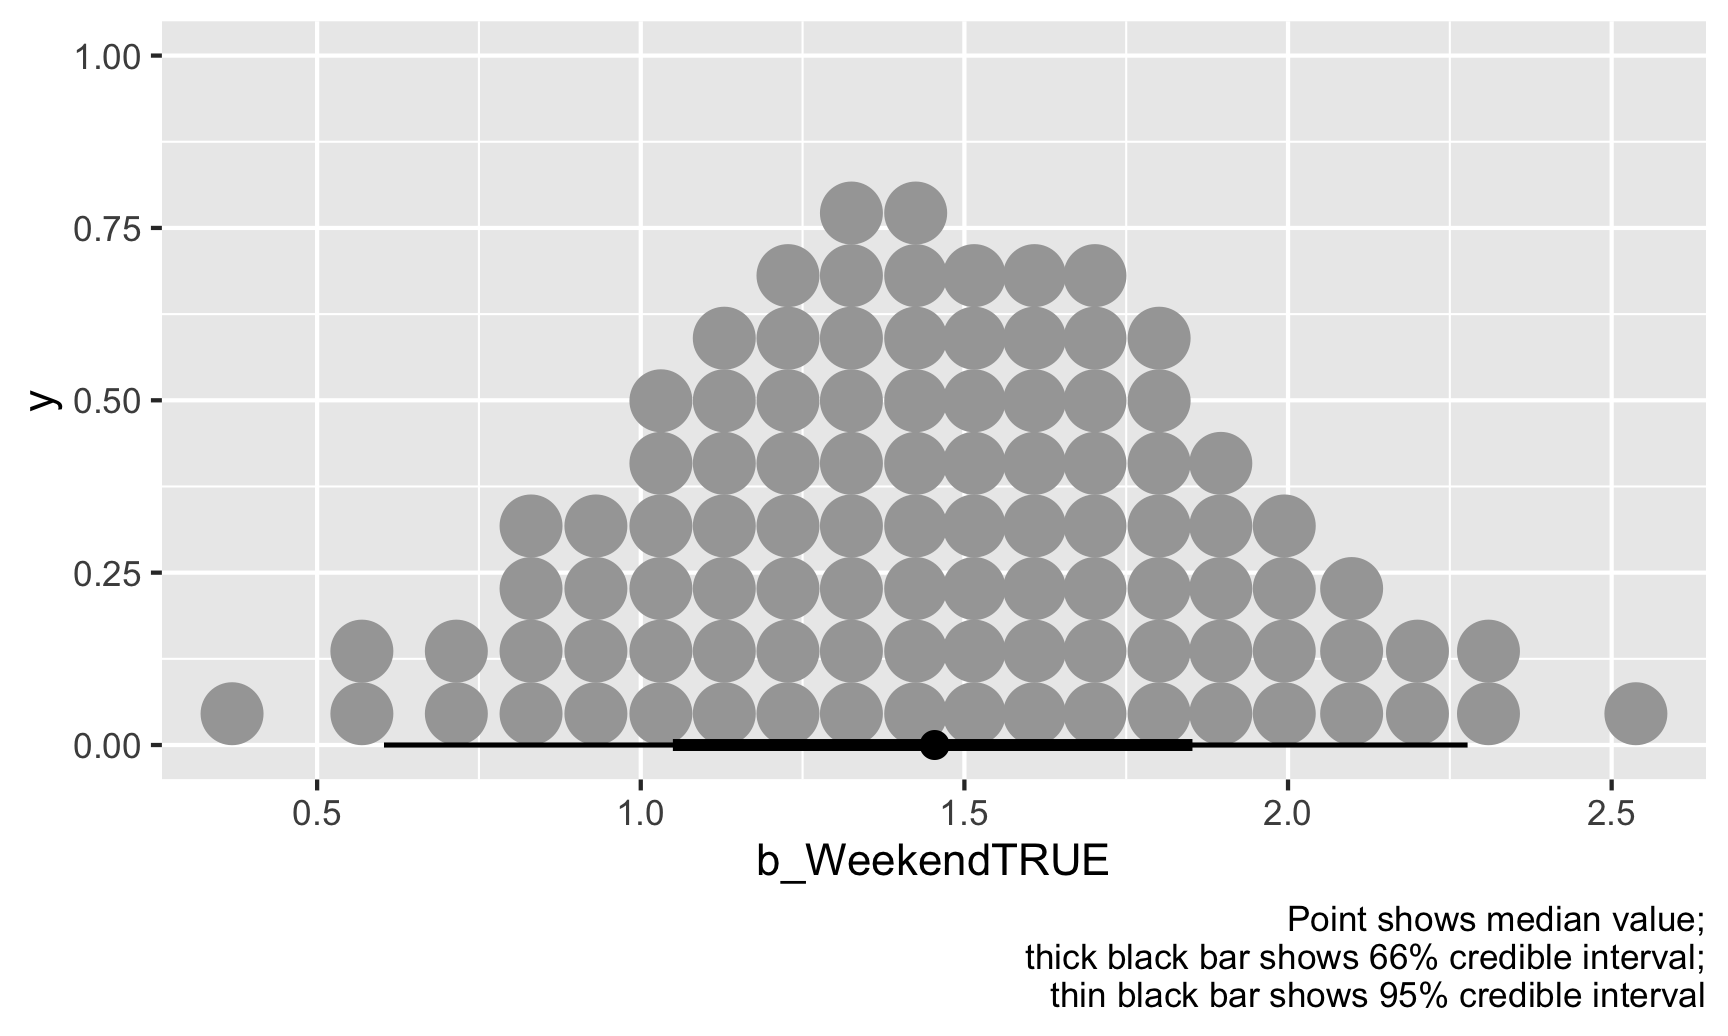 1.00
0.75
0.50
0.25
0.00
y
0.5 1.0 1.5 2.0 2.5
b_WeekendTRUE
Point shows median value;
thick black bar shows 66% credible interval;
thin black bar shows 95% credible interval